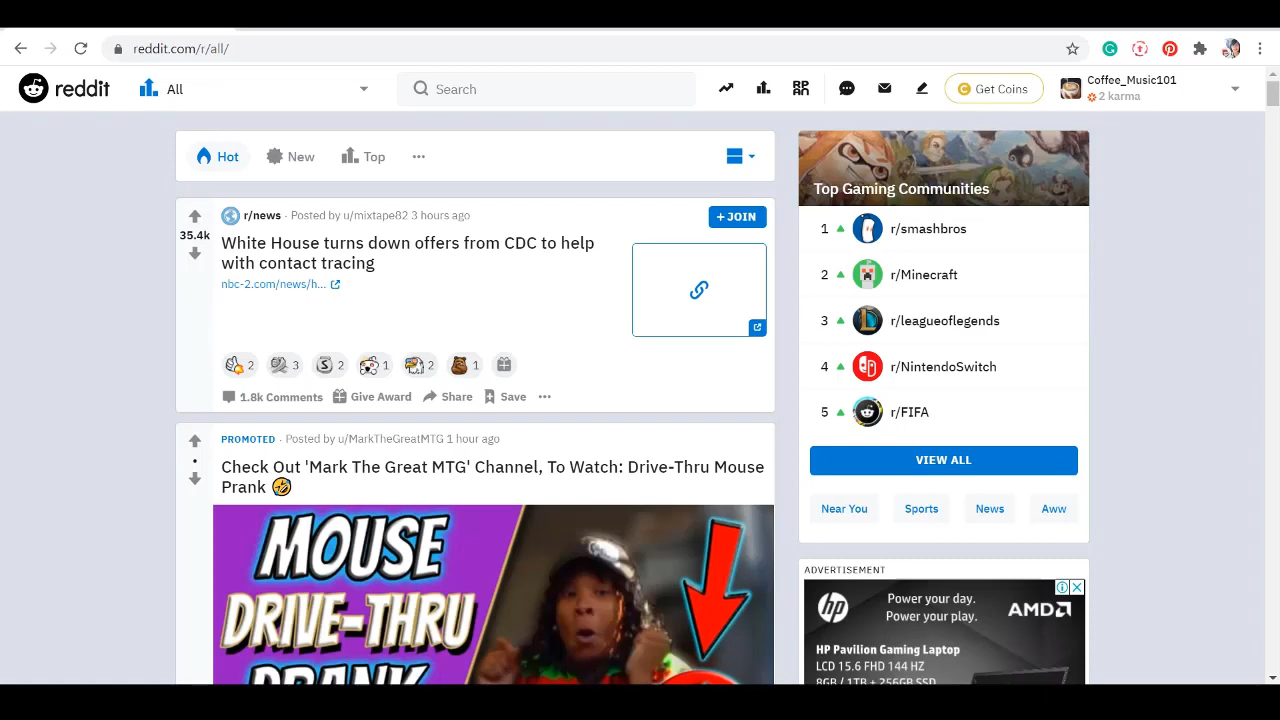 reddit.com/r/all/
reddit
All
Search
Get Coins
Coffee_Music101
2 karma
Hot
New
Top
35.4k
r/news · Posted by u/mixtape82 3 hours ago
+ JOIN
White House turns down offers from CDC to help
with contact tracing
nbc-2.com/news/h...
2
3
S 2
1
2
1
1.8k Comments
Give Award
Share
Save
PROMOTED · Posted by u/MarkTheGreatMTG 1 hour ago
Check Out 'Mark The Great MTG' Channel, To Watch: Drive-Thru Mouse
Prank 🤣
MOUSE
DRIVE-THRU
PRANK
Top Gaming Communities
1 r/smashbros
2 r/Minecraft
3 r/leagueoflegends
4 r/NintendoSwitch
5 r/FIFA
VIEW ALL
Near You
Sports
News
Aww
ADVERTISEMENT
hp
Power your day.
Power your play.
AMD
HP Pavilion Gaming Laptop
LCD 15.6 FHD 144 HZ
8GB / 1TB + 256GB SSD